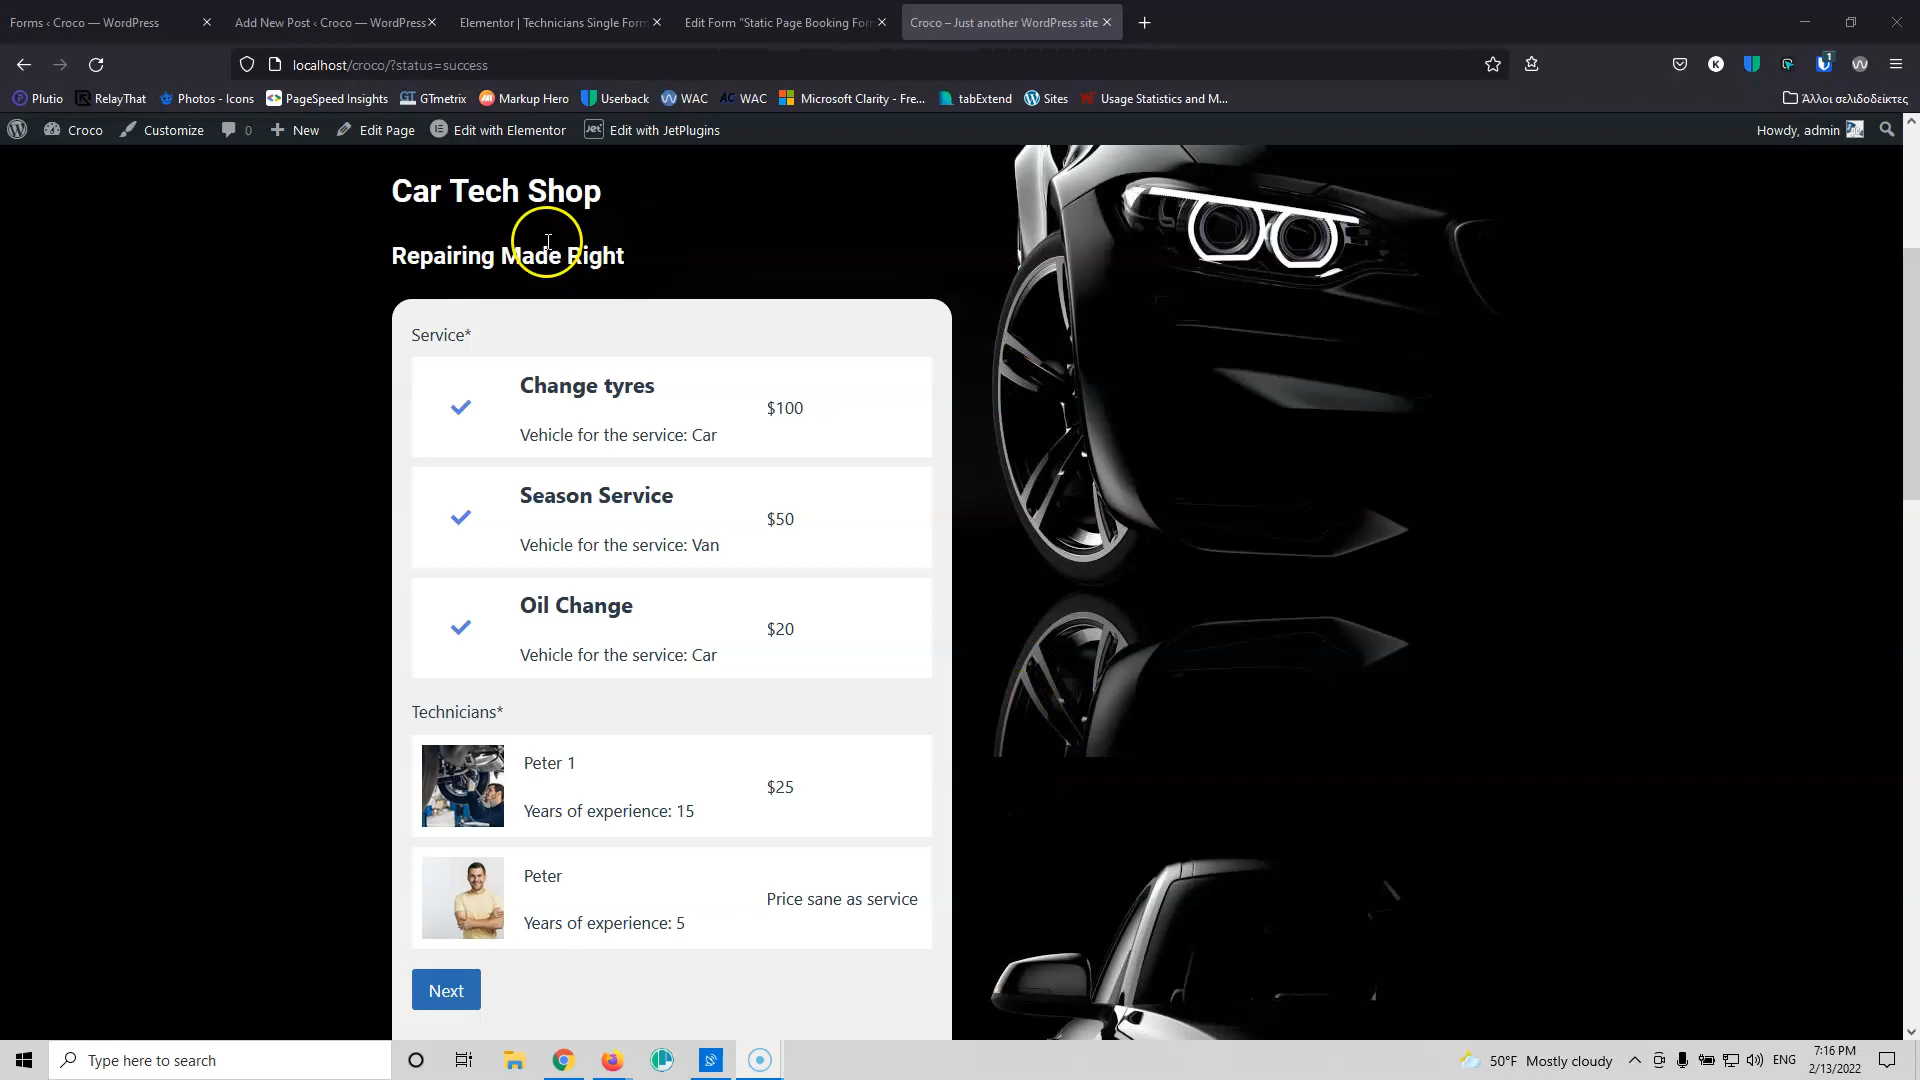 Forms ‹ Croco — WordPress
Add New Post ‹ Croco — WordPress
Elementor | Technicians Single Form
Edit Form "Static Page Booking For
Croco – Just another WordPress site
localhost/croco/?status=success
Plutio
RelayThat
Photos - Icons
PageSpeed Insights
GTmetrix
Markup Hero
Userback
WAC
WAC
Microsoft Clarity - Fre...
tabExtend
Sites
Usage Statistics and M...
Άλλοι σελιδοδείκτες
Croco
Customize
0
New
Edit Page
Edit with Elementor
Jet
Edit with JetPlugins
Howdy, admin
Car Tech Shop
Repairing Made Right
Service*
Change tyres
$100
Vehicle for the service: Car
Season Service
$50
Vehicle for the service: Van
Oil Change
$20
Vehicle for the service: Car
Technicians*
Peter 1
$25
Years of experience: 15
Peter
Price sane as service
Years of experience: 5
Next
Type here to search
50°F Mostly cloudy
ENG
7:16 PM
2/13/2022